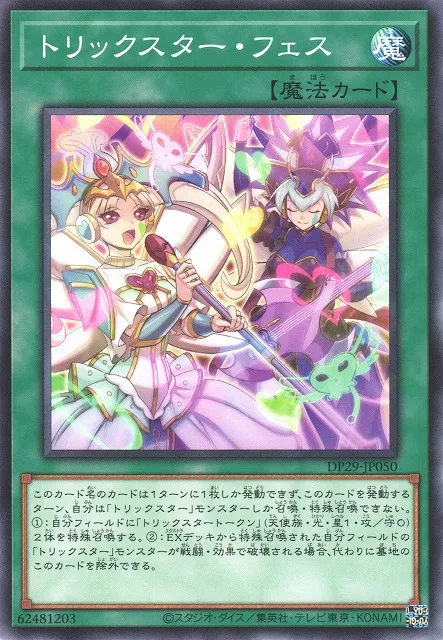 トリックスター・フェス
魔
【魔法カード】
DP29-JP050
このカード名のカードは1ターンに1枚しか発動できず、このカードを発動する
ターン、自分は「トリックスター」モンスターしか召喚・特殊召喚できない。
①:自分フィールドに「トリックスタートークン」(天使族・光・星1・攻/守0)
2体を特殊召喚する。②:EXデッキから特殊召喚された自分フィールドの
「トリックスター」モンスターが戦闘・効果で破壊される場合、代わりに墓地の
このカードを除外できる。
62481203 ©スタジオ・ダイス/集英社・テレビ東京・KONAMI